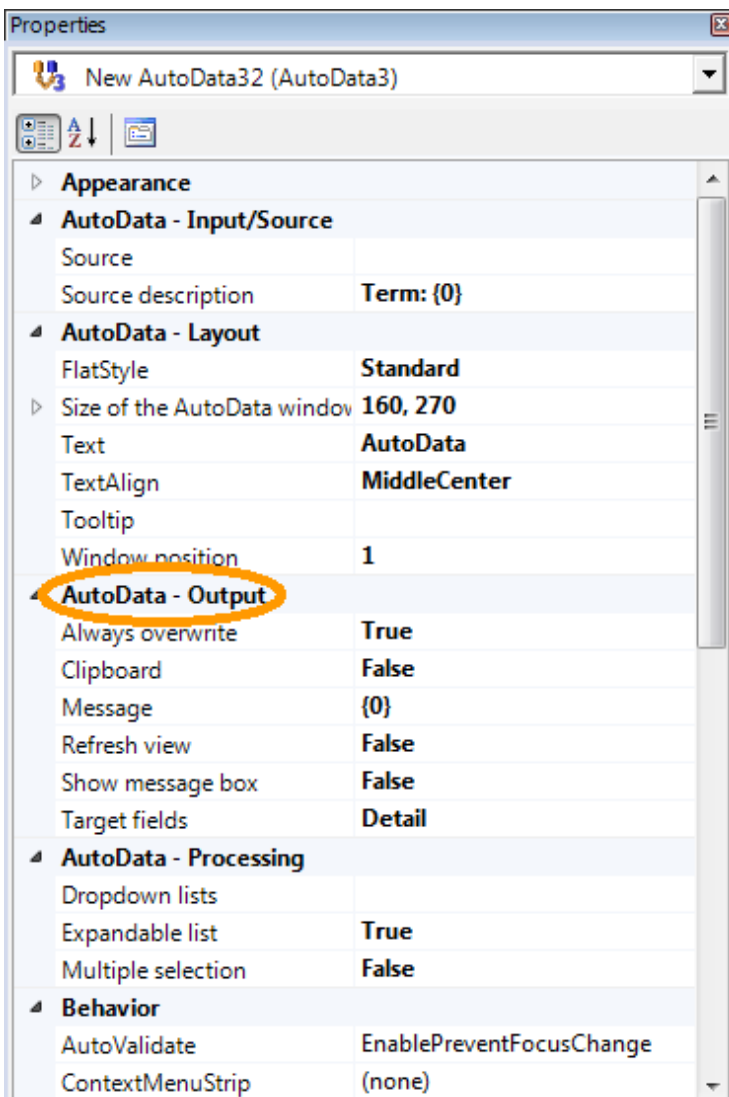 Properties
New AutoData32 (AutoData3)
Appearance
AutoData - Input/Source
Source
Source description Term: {0}
AutoData - Layout
FlatStyle Standard
Size of the AutoData window 160, 270
Text AutoData
TextAlign MiddleCenter
Tooltip
Window position 1
AutoData - Output
Always overwrite True
Clipboard False
Message {0}
Refresh view False
Show message box False
Target fields Detail
AutoData - Processing
Dropdown lists
Expandable list True
Multiple selection False
Behavior
AutoValidate EnablePreventFocusChange
ContextMenuStrip (none)